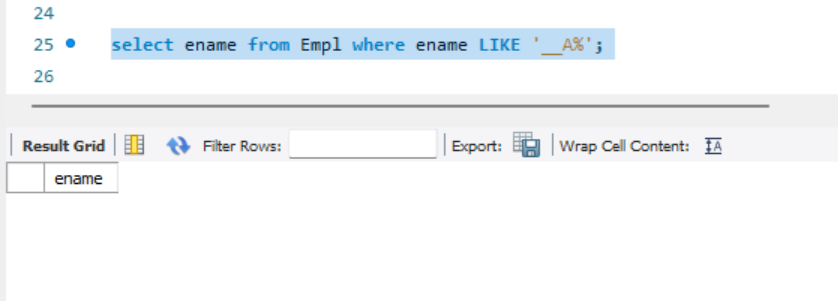 24
25 select ename from Empl where ename LIKE '__A%';
26
Result Grid Filter Rows: Export: Wrap Cell Content:
ename